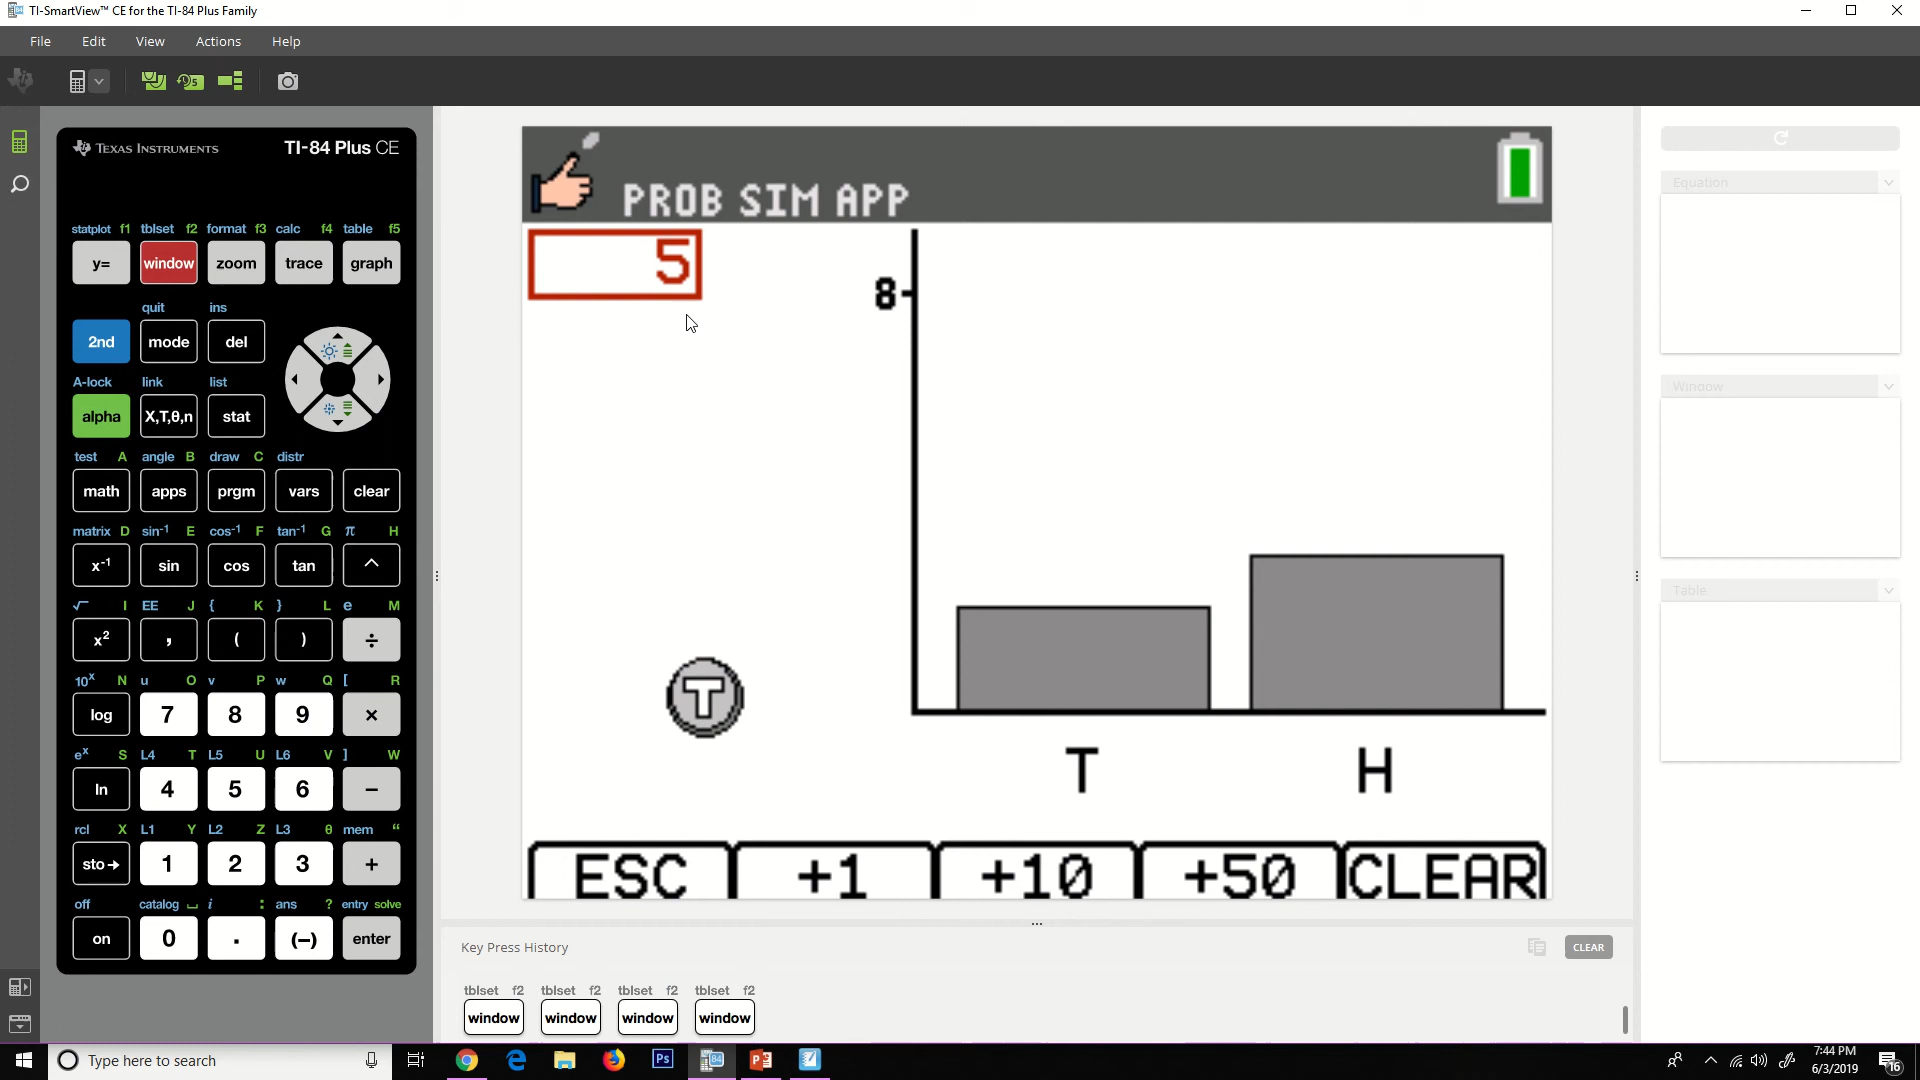 TI-SmartView™ CE for the TI-84 Plus Family
File Edit View Actions Help
TEXAS INSTRUMENTS TI-84 Plus CE
statplot f1 tblset f2 format f3 calc f4 table f5
y= window zoom trace graph
quit ins
2nd mode del
A-lock link list
alpha X,T,θ,n stat
test A angle B draw C distr
math apps prgm vars clear
matrix D sin-1 E cos-1 F tan-1 G π H
x-1 sin cos tan ^
√ I EE J { K } L e M
x2 , ( ) ÷
10x N u O v P w Q [ R
log 7 8 9 ×
ex S L4 T L5 U L6 V ] W
ln 4 5 6 −
rcl X L1 Y L2 Z L3 θ mem “
sto→ 1 2 3 +
off catalog ⎵ i : ans ? entry solve
on 0 . (−) enter
PROB SIM APP
5
8
T
T H
ESC +1 +10 +50 CLEAR
Key Press History CLEAR
tblset f2 tblset f2 tblset f2 tblset f2
window window window window
Equation
Window
Table
Type here to search
Ps 84
7:44 PM
6/3/2019
16